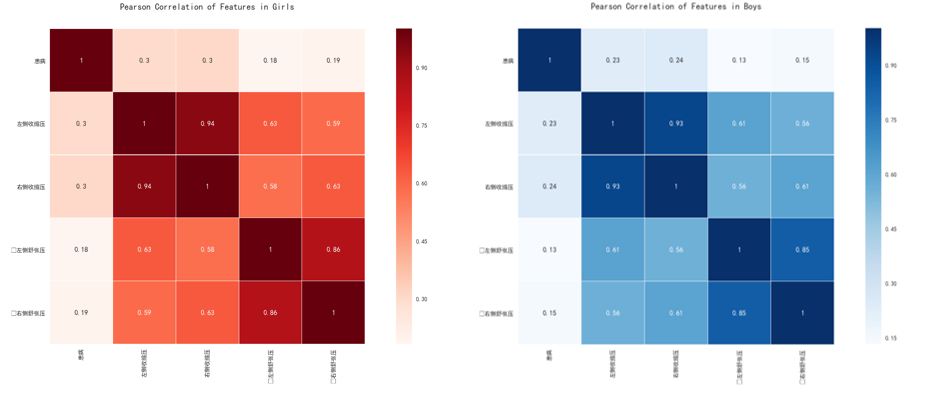 Pearson Correlation of Features in Girls
患病 1 0.3 0.3 0.18 0.19
左侧收缩压 0.3 1 0.94 0.63 0.59
右侧收缩压 0.3 0.94 1 0.58 0.63
□左侧舒张压 0.18 0.63 0.58 1 0.86
□右侧舒张压 0.19 0.59 0.63 0.86 1
患病 左侧收缩压 右侧收缩压 □左侧舒张压 □右侧舒张压
0.90
0.75
0.60
0.45
0.30
Pearson Correlation of Features in Boys
患病 1 0.23 0.24 0.13 0.15
左侧收缩压 0.23 1 0.93 0.61 0.56
右侧收缩压 0.24 0.93 1 0.56 0.61
□左侧舒张压 0.13 0.61 0.56 1 0.85
□右侧舒张压 0.15 0.56 0.61 0.85 1
患病 左侧收缩压 右侧收缩压 □左侧舒张压 □右侧舒张压
0.90
0.75
0.60
0.45
0.30
0.15